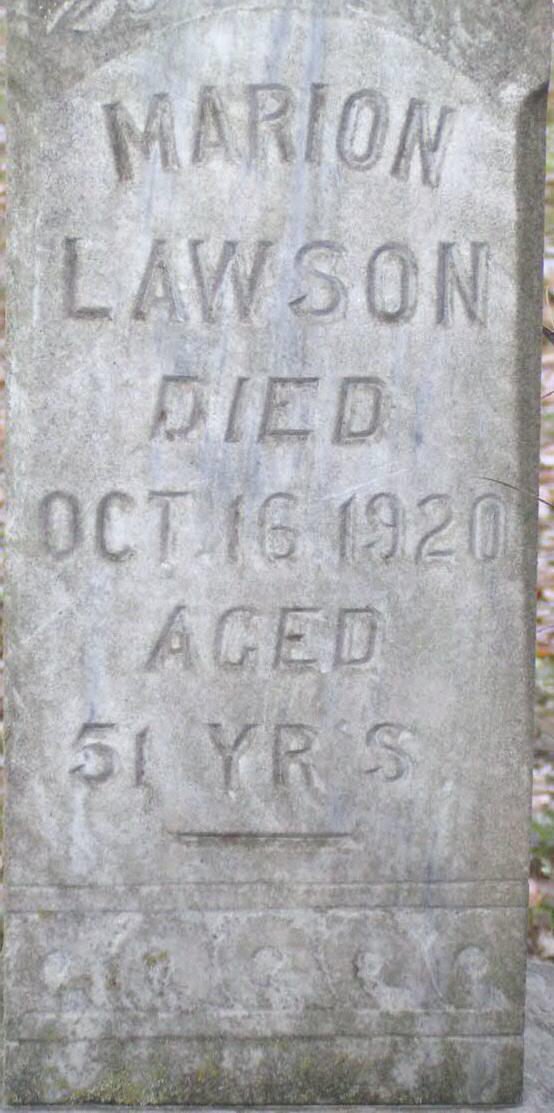 MARION
LAWSON
DIED
OCT. 16 1920
AGED
51 YR'S